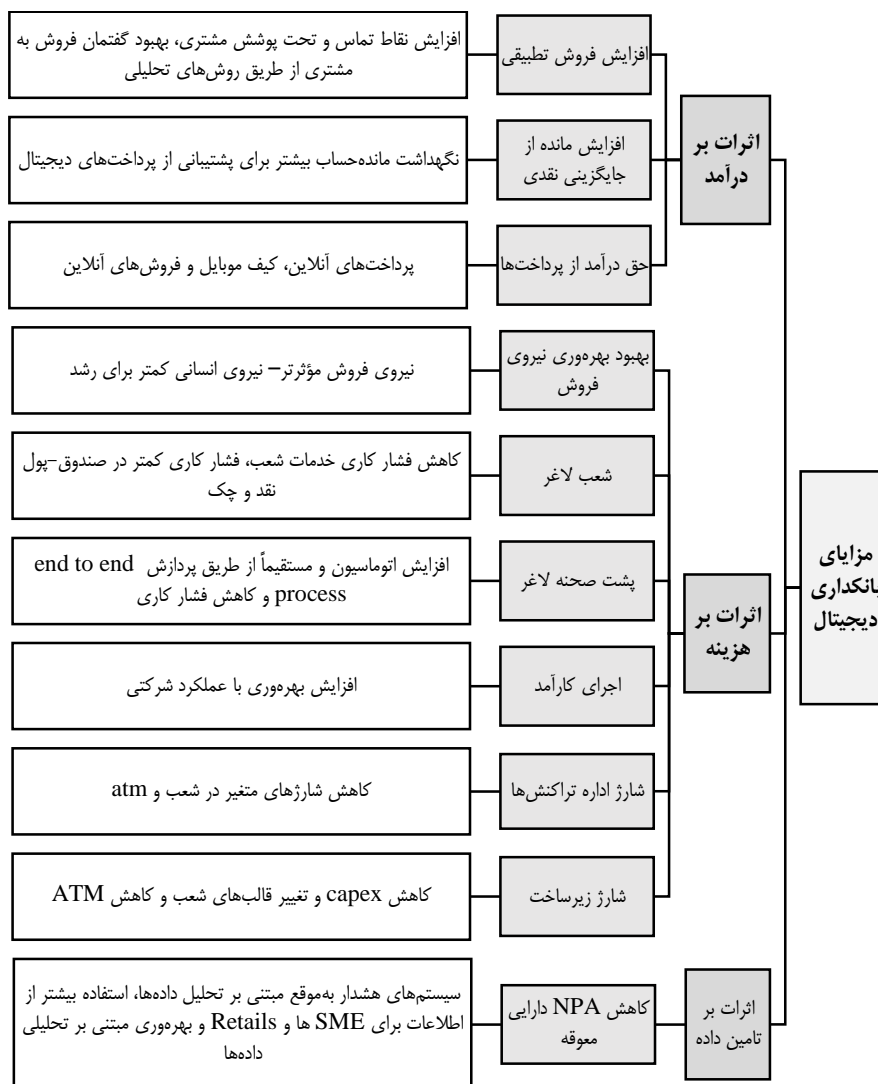 مزایای
بانکداری
دیجیتال
اثرات بر
درآمد
افزایش فروش تطبیقی
افزایش نقاط تماس و تحت پوشش مشتری، بهبود گفتمان فروش به
مشتری از طریق روش‌های تحلیلی
افزایش مانده از
جایگزینی نقدی
نگهداشت مانده‌حساب بیشتر برای پشتیبانی از پرداخت‌های دیجیتال
حق درآمد از پرداخت‌ها
پرداخت‌های آنلاین، کیف موبایل و فروش‌های آنلاین
اثرات بر
هزینه
بهبود بهره‌وری نیروی
فروش
نیروی فروش مؤثرتر– نیروی انسانی کمتر برای رشد
شعب لاغر
کاهش فشار کاری خدمات شعب، فشار کاری کمتر در صندوق-پول
نقد و چک
پشت صحنه لاغر
افزایش اتوماسیون و مستقیماً از طریق پردازش end to end
process و کاهش فشار کاری
اجرای کارآمد
افزایش بهره‌وری با عملکرد شرکتی
شارژ اداره تراکنش‌ها
کاهش شارژهای متغیر در شعب و atm
شارژ زیرساخت
کاهش capex و تغییر قالب‌های شعب و کاهش ATM
اثرات بر
تامین داده
کاهش NPA دارایی
معوقه
سیستم‌های هشدار به‌موقع مبتنی بر تحلیل داده‌ها، استفاده بیشتر از
اطلاعات برای SME ها و Retails و بهره‌وری مبتنی بر تحلیلی
داده‌ها